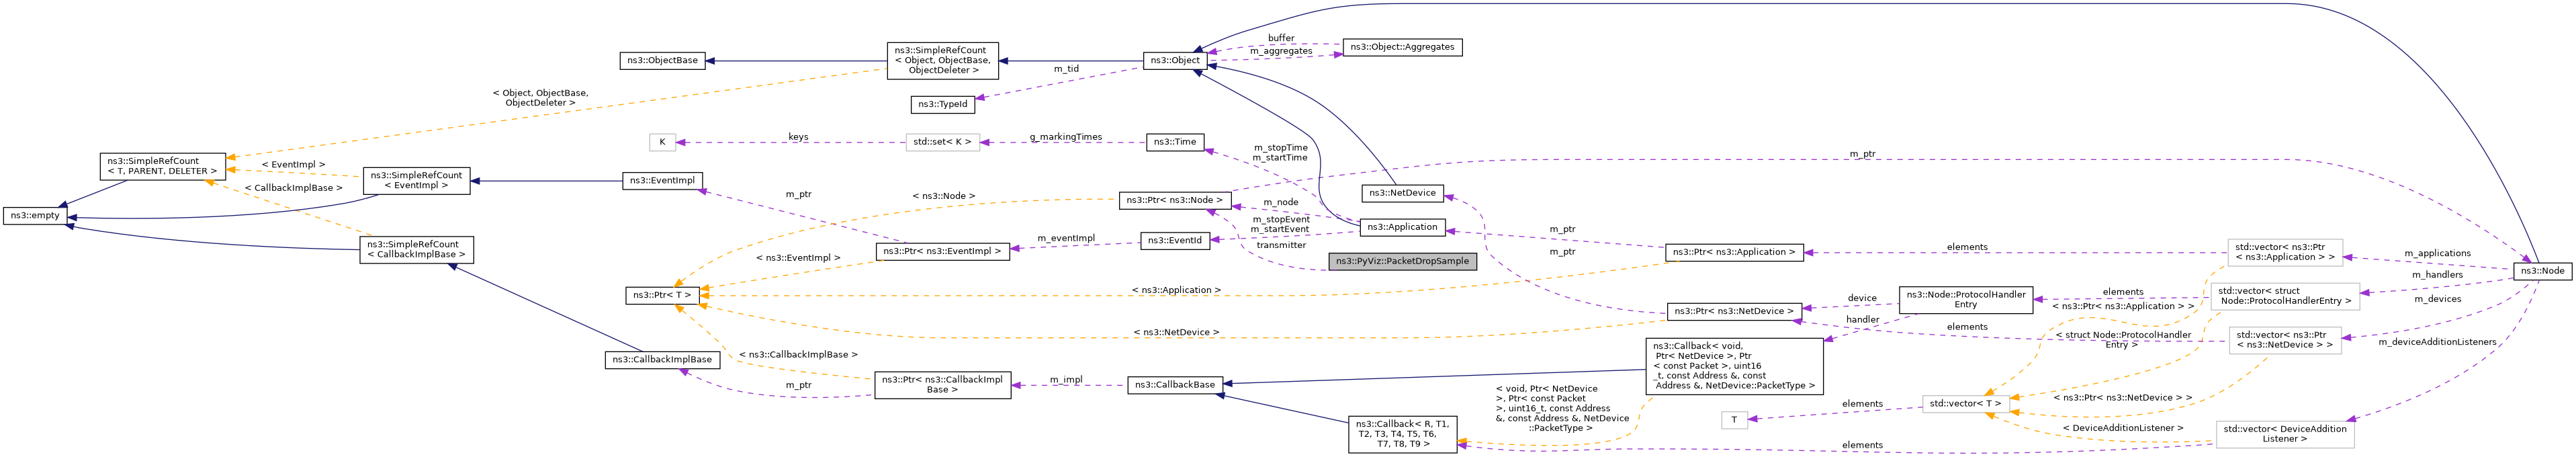 ns3::ObjectBase
ns3::SimpleRefCount
< Object, ObjectBase,
ObjectDeleter >
ns3::Object
buffer
m_aggregates
ns3::Object::Aggregates
m_tid
ns3::TypeId
< Object, ObjectBase,
ObjectDeleter >
K
keys
std::set< K >
g_markingTimes
ns3::Time
m_stopTime
m_startTime
m_ptr
ns3::SimpleRefCount
< T, PARENT, DELETER >
< EventImpl >
ns3::SimpleRefCount
< EventImpl >
ns3::EventImpl
< CallbackImplBase >
m_ptr
< ns3::Node >
ns3::Ptr< ns3::Node >
m_node
ns3::NetDevice
ns3::empty
ns3::SimpleRefCount
< CallbackImplBase >
ns3::Ptr< ns3::EventImpl >
m_eventImpl
ns3::EventId
m_stopEvent
m_startEvent
transmitter
ns3::Application
m_ptr
m_ptr
ns3::PyViz::PacketDropSample
ns3::Ptr< ns3::Application >
elements
std::vector< ns3::Ptr
< ns3::Application > >
m_applications
ns3::Node
< ns3::EventImpl >
ns3::Ptr< T >
< ns3::Application >
m_handlers
m_devices
std::vector< struct
Node::ProtocolHandlerEntry >
elements
< ns3::Ptr< ns3::Application > >
ns3::Node::ProtocolHandler
Entry
device
handler
ns3::Ptr< ns3::NetDevice >
< ns3::NetDevice >
elements
< struct Node::ProtocolHandler
Entry >
std::vector< ns3::Ptr
< ns3::NetDevice > >
m_deviceAdditionListeners
ns3::CallbackImplBase
< ns3::CallbackImplBase >
m_ptr
ns3::Ptr< ns3::CallbackImpl
Base >
m_impl
ns3::CallbackBase
ns3::Callback< void,
Ptr< NetDevice >, Ptr
< const Packet >, uint16
_t, const Address &, const
Address &, NetDevice::PacketType >
< void, Ptr< NetDevice
>, Ptr< const Packet
>, uint16_t, const Address
&, const Address &, NetDevice
::PacketType >
ns3::Callback< R, T1,
T2, T3, T4, T5, T6,
T7, T8, T9 >
T
elements
std::vector< T >
< ns3::Ptr< ns3::NetDevice > >
< DeviceAdditionListener >
std::vector< DeviceAddition
Listener >
elements